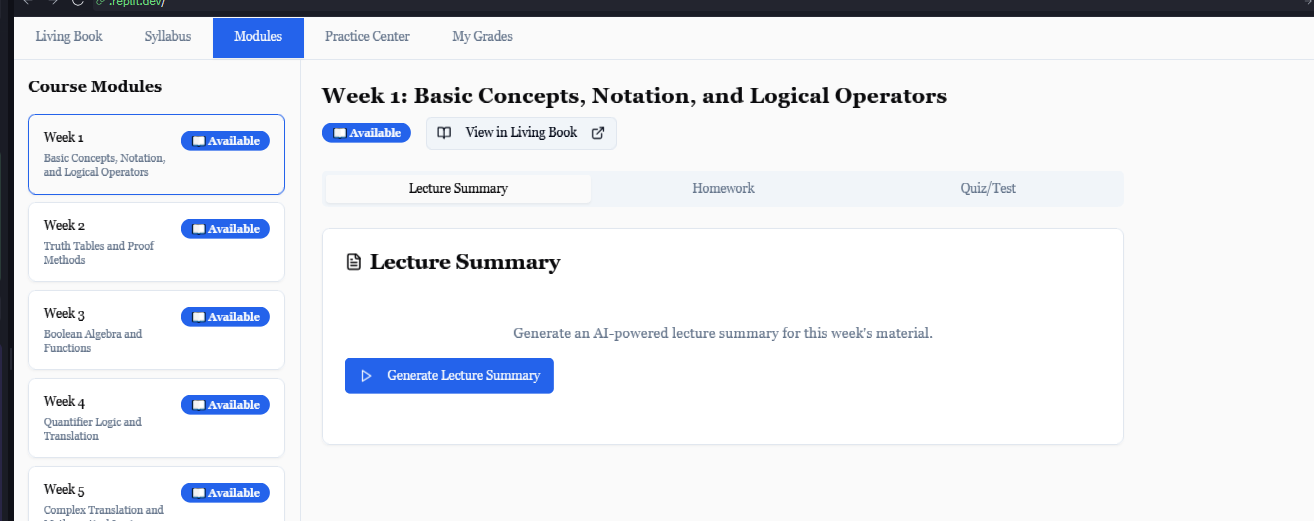 .replit.dev/
Living Book
Syllabus
Modules
Practice Center
My Grades
Course Modules
Week 1
Available
Basic Concepts, Notation,
and Logical Operators
Week 2
Available
Truth Tables and Proof
Methods
Week 3
Available
Boolean Algebra and
Functions
Week 4
Available
Quantifier Logic and
Translation
Week 5
Available
Complex Translation and
Week 1: Basic Concepts, Notation, and Logical Operators
Available
View in Living Book
Lecture Summary
Homework
Quiz/Test
Lecture Summary
Generate an AI-powered lecture summary for this week's material.
Generate Lecture Summary